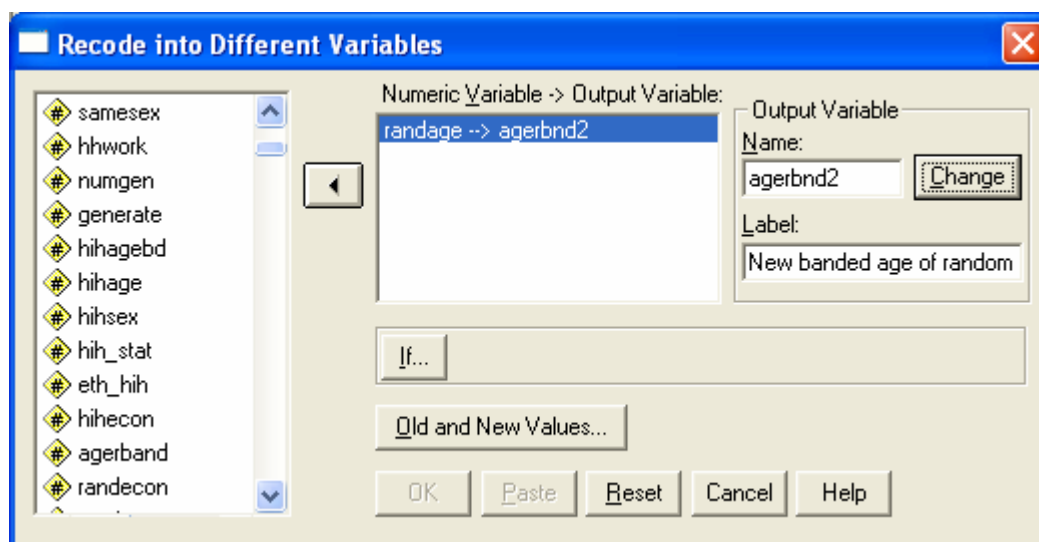 Recode into Different Variables
samesex
hhwork
numgen
generate
hihagebd
hihage
hihsex
hih_stat
eth_hih
hihecon
agerband
randecon
Numeric Variable -> Output Variable:
randage --> agerbnd2
Output Variable
Name:
agerbnd2
Change
Label:
New banded age of random
If...
Old and New Values...
OK
Paste
Reset
Cancel
Help